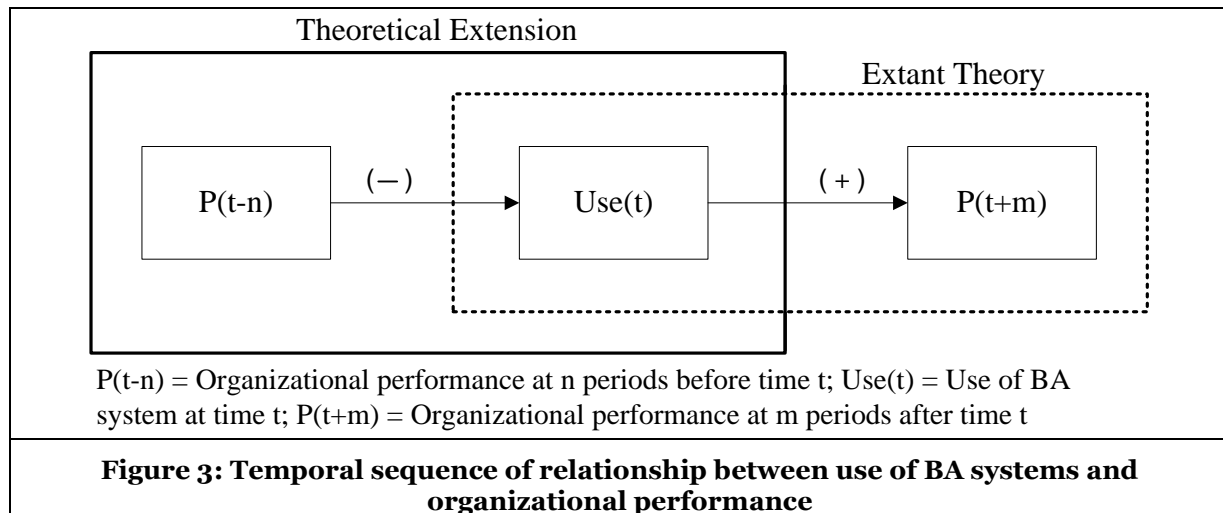 Theoretical Extension
Extant Theory
P(t-n)
(—)
Use(t)
(+)
P(t+m)
P(t-n) = Organizational performance at n periods before time t; Use(t) = Use of BA
system at time t; P(t+m) = Organizational performance at m periods after time t
Figure 3: Temporal sequence of relationship between use of BA systems and
organizational performance